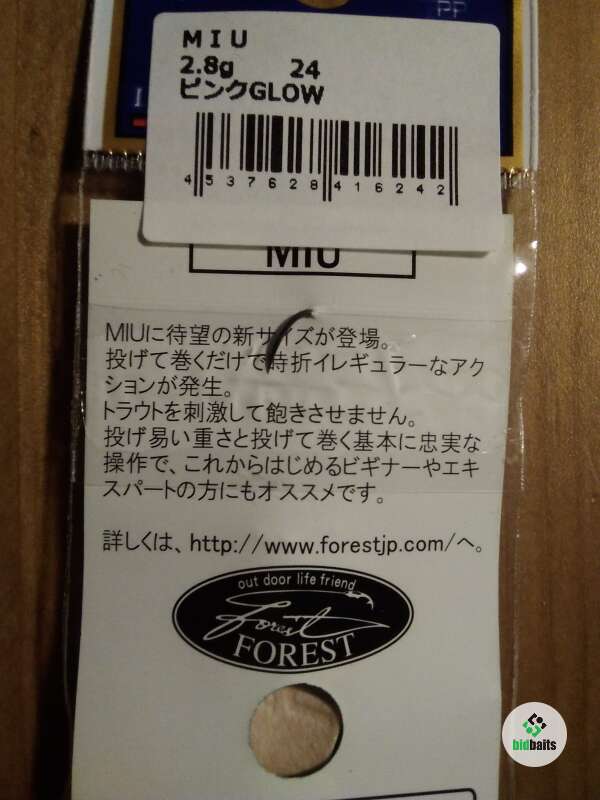 PP
MIU
2.8g 24
ピンクGLOW
4 537628 416242
MIU
MIUに待望の新サイズが登場。
投げて巻くだけで時折イレギュラーなアク
ションが発生。
トラウトを刺激して飽きさせません。
投げ易い重さと投げて巻く基本に忠実な
操作で、これからはじめるビギナーやエキ
スパートの方にもオススメです。
詳しくは、http://www.forestjp.com/へ。
out door life friend
Forest
FOREST
bidbaits